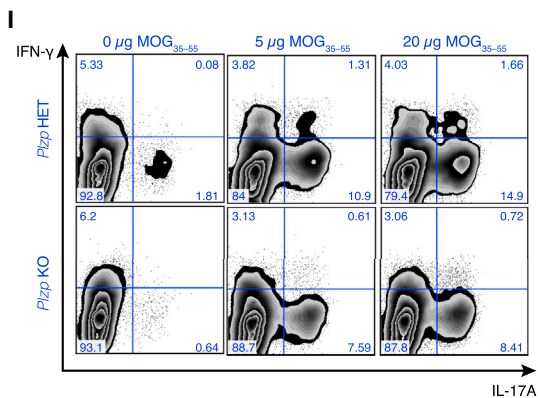 I
IFN-γ
0 µg MOG35–55
5 µg MOG35–55
20 µg MOG35–55
Plzp HET
5.33
0.08
92.8
1.81
3.82
1.31
84
10.9
4.03
1.66
79.4
14.9
Plzp KO
6.2
93.1
0.64
3.13
0.61
88.7
7.59
3.06
0.72
87.8
8.41
IL-17A